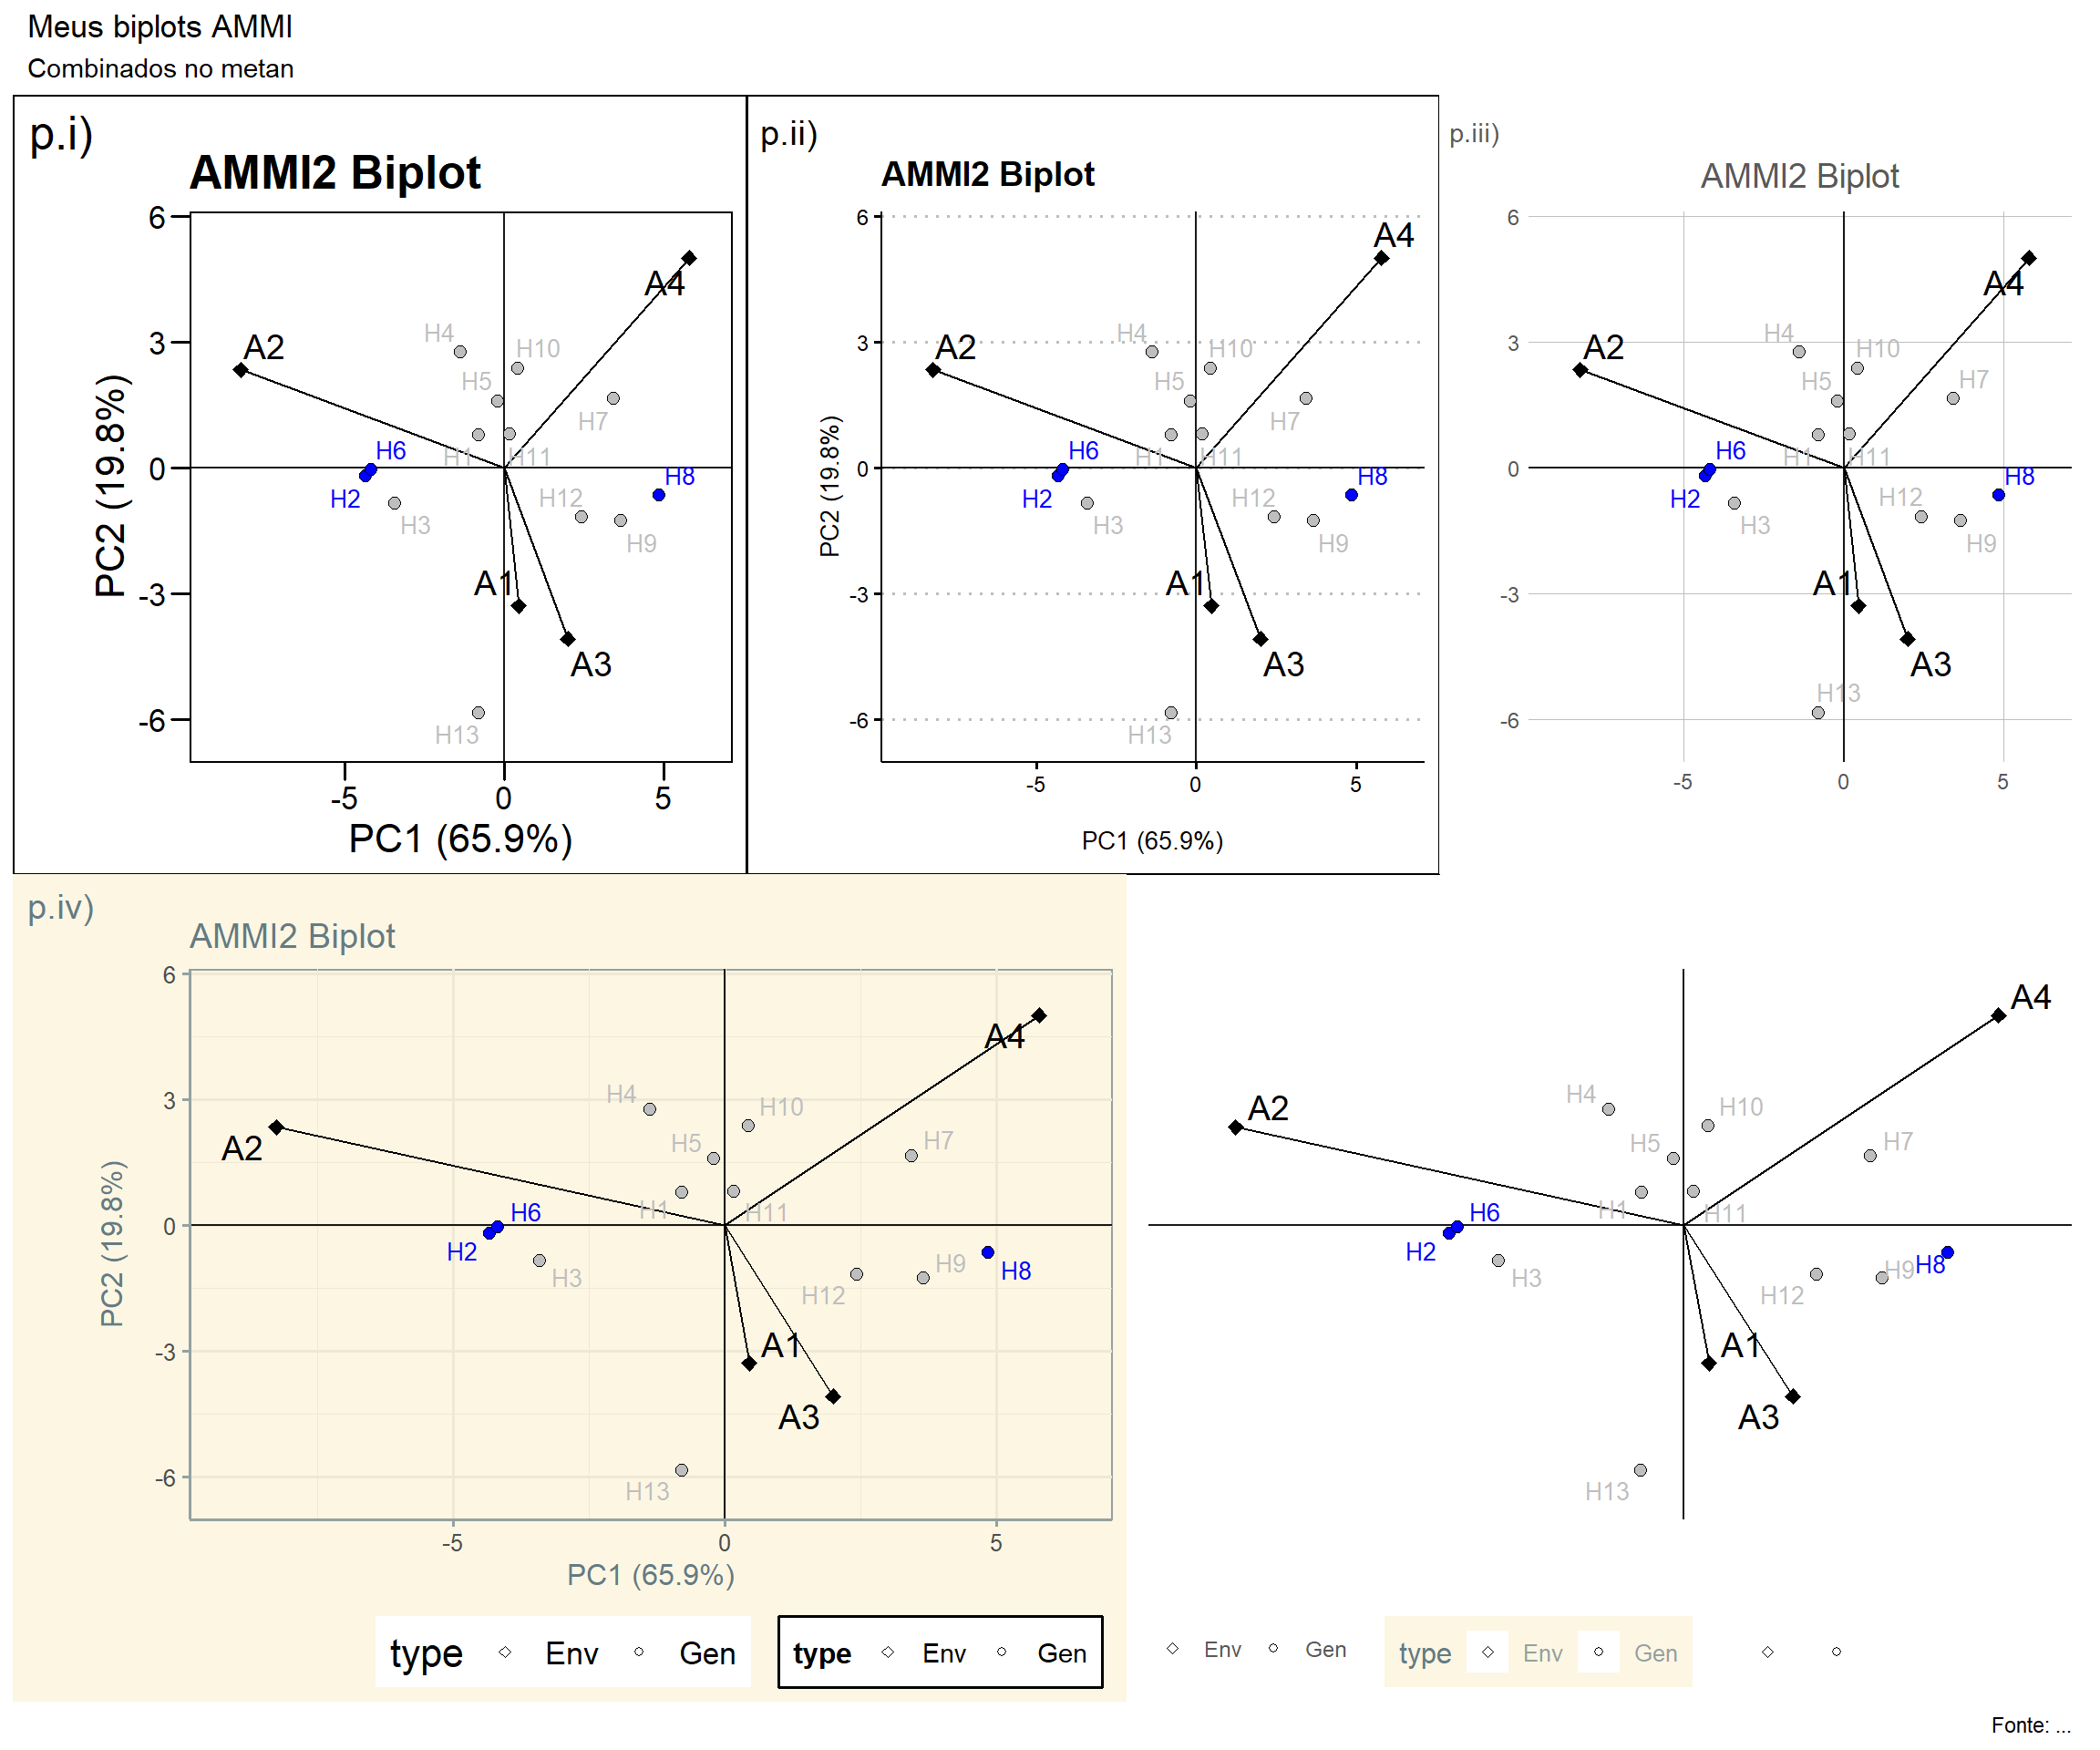 Meus biplots AMMI
Combinados no metan
p.i)
AMMI2 Biplot
6
3
0
-3
-6
PC2 (19.8%)
A4
A2
H4
H10
H5
H7
H6
H1
H11
H8
H2
H12
H3
H9
A1
A3
H13
-5
0
5
PC1 (65.9%)
p.ii)
AMMI2 Biplot
6
3
0
-3
-6
PC2 (19.8%)
A4
A2
H4
H10
H5
H7
H6
H1
H11
H8
H2
H12
H3
H9
A1
A3
H13
-5
0
5
PC1 (65.9%)
p.iii)
AMMI2 Biplot
6
3
0
-3
-6
A4
A2
H4
H10
H5
H7
H6
H1
H11
H8
H2
H12
H3
H9
A1
A3
H13
-5
0
5
p.iv)
AMMI2 Biplot
6
3
0
-3
-6
PC2 (19.8%)
A4
H4
H10
A2
H5
H7
H6
H1
H11
H2
H9
H8
H3
H12
A1
A3
H13
-5
0
5
PC1 (65.9%)
A4
A2
H4
H10
H5
H7
H6
H1
H11
H2
H9
H8
H3
H12
A1
A3
H13
type Env Gen
type Env Gen
Env Gen
type Env Gen
Fonte: ...